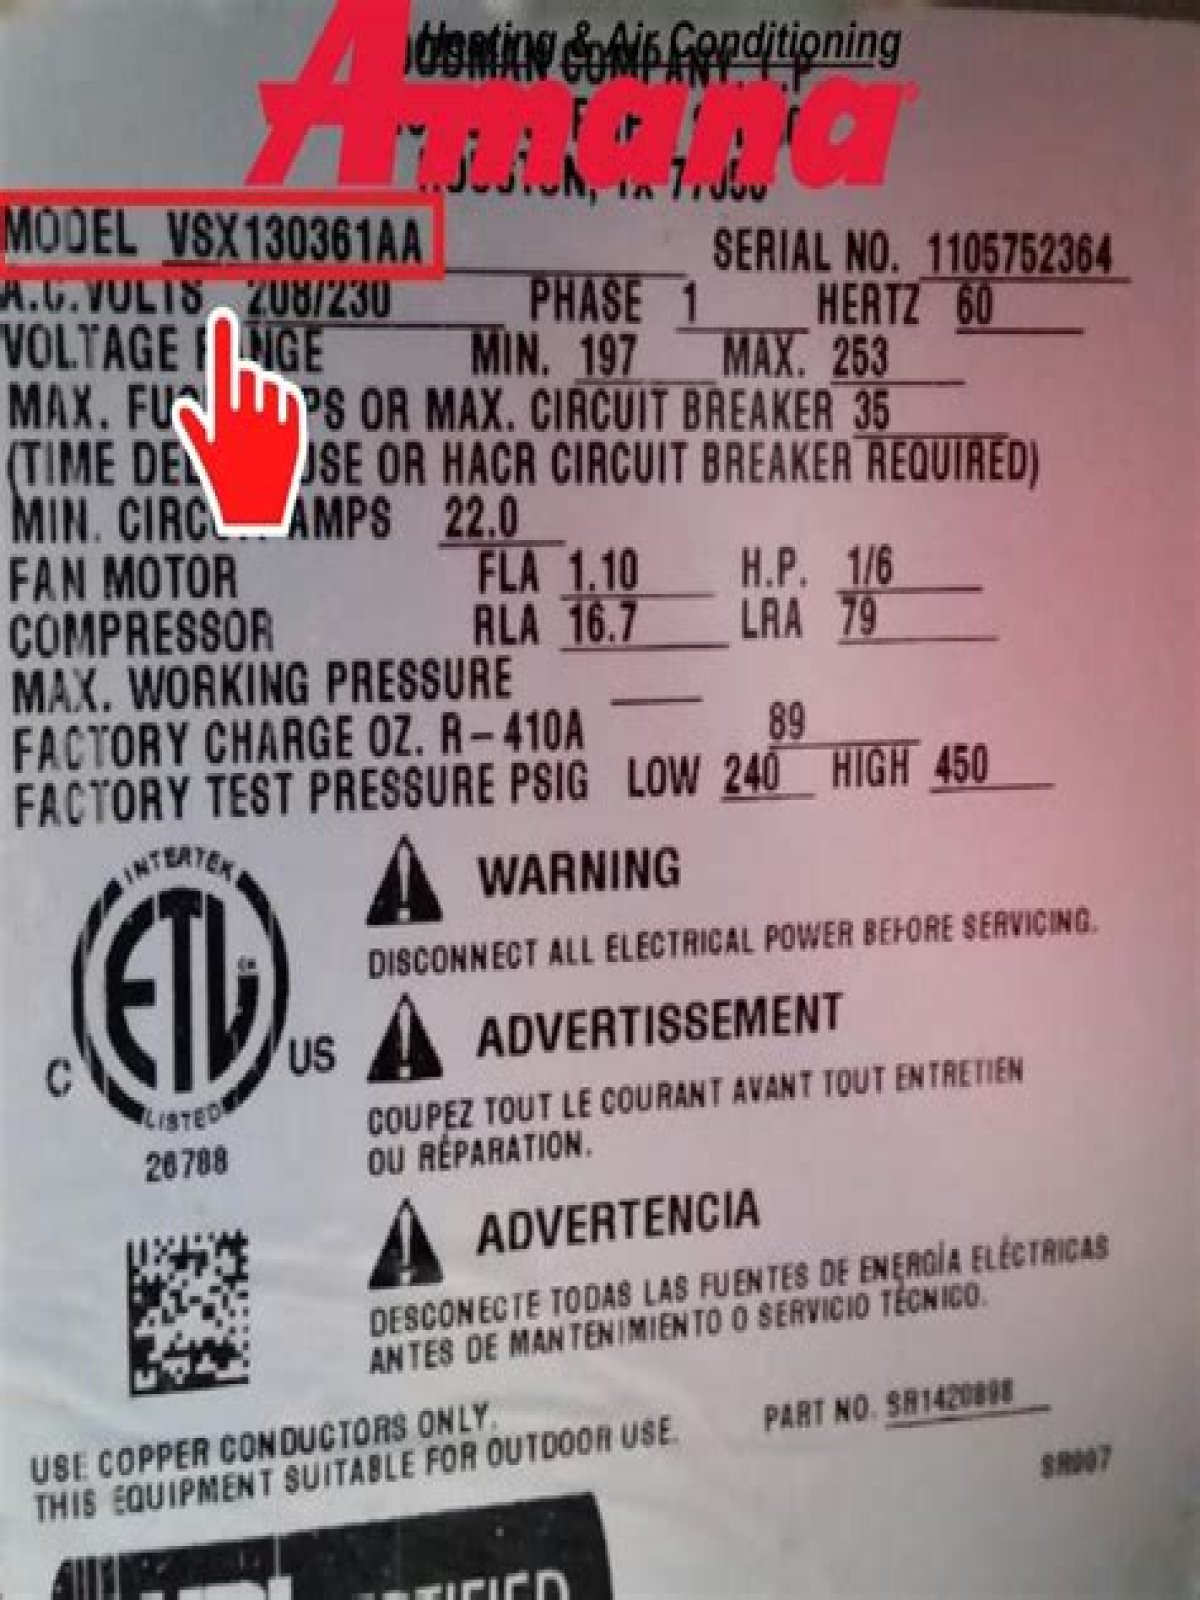 Heating & Air Conditioning
Amana
COMPANY, L.P.
HOUSTON, TX
MODEL VSX130361AA
SERIAL NO. 1105752364
A.C.VOLTS 208/230 PHASE 1 HERTZ 60
VOLTAGE MIN. 197 MAX. 253
MAX. OR MAX. CIRCUIT BREAKER 35
(TIME OR HACR CIRCUIT BREAKER REQUIRED)
MIN. AMPS 22.0
FAN MOTOR FLA 1.10 H.P. 1/6
COMPRESSOR RLA 16.7 LRA 79
MAX. WORKING PRESSURE
FACTORY CHARGE OZ. R-410A 89
FACTORY TEST PRESSURE PSIG LOW 240 HIGH 450
INTERTEK
ETL
CM
C US
LISTED
26788
WARNING
DISCONNECT ALL ELECTRICAL POWER BEFORE SERVICING.
ADVERTISSEMENT
COUPEZ TOUT LE COURANT AVANT TOUT ENTRETIEN
OU RÉPARATION.
ADVERTENCIA
DESCONECTE TODAS LAS FUENTES DE ENERGÍA ELÉCTRICAS
ANTES DE MANTENIMIENTO O SERVICIO TÉCNICO.
USE COPPER CONDUCTORS ONLY.
THIS EQUIPMENT SUITABLE FOR OUTDOOR USE.
PART NO. SR1420898
SR007